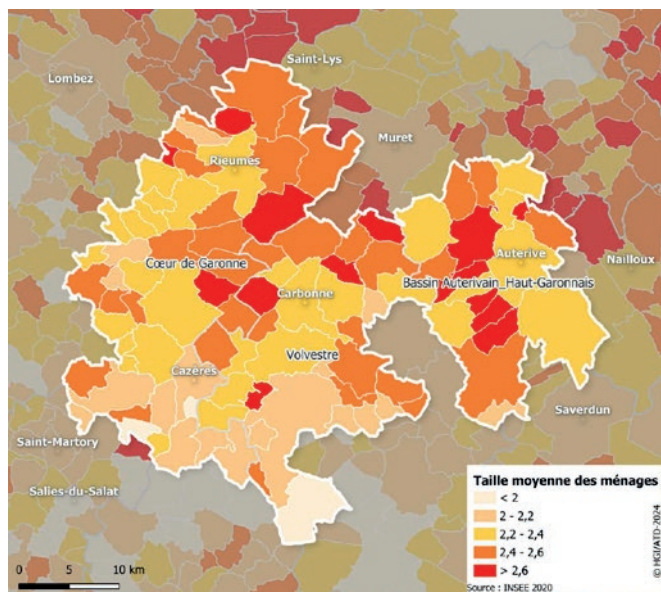 Saint-Lys
Lombez
Muret
Rieumes
Nailloux
Auterive
Cœur de Garonne
Bassin Auterivain_Haut-Garonnais
Carbonne
Volvestre
Cazères
Saverdun
Saint-Martory
Salies-du-Salat
Taille moyenne des ménages
< 2
2 - 2,2
2,2 - 2,4
2,4 - 2,6
> 2,6
Source : INSEE 2020
© HGI/ATD-2024
0 5 10 km